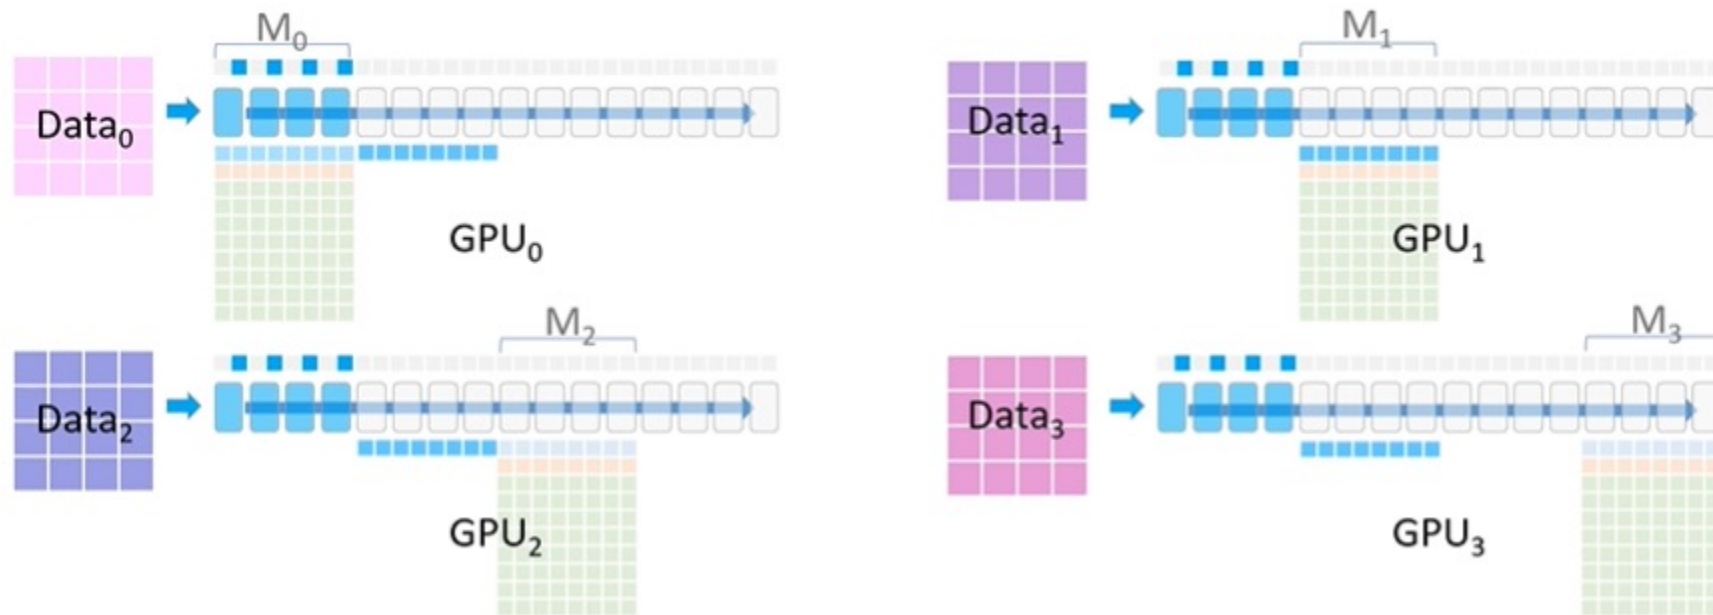 M₀
Data₀
GPU₀
M₁
Data₁
GPU₁
M₂
Data₂
GPU₂
M₃
Data₃
GPU₃